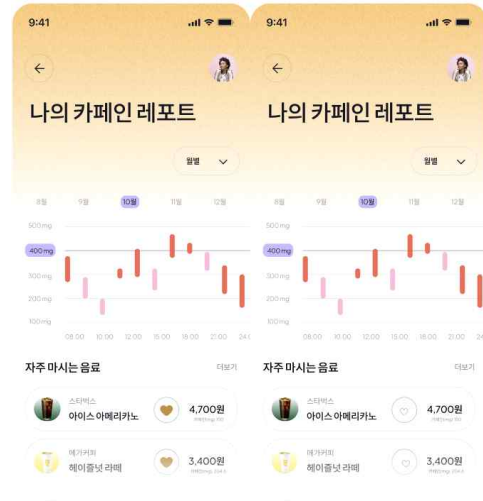 9:41
나의 카페인 레포트
월별
8월 9월 10월 11월 12월
500mg
400mg
300mg
200mg
100mg
08:00 10:00 12:00 15:00 18:00 21:00
자주 마시는 음료 더보기
스타벅스
아이스 아메리카노 4,700원
메가커피
헤이즐넛 라떼 3,400원
9:41
나의 카페인 레포트
월별
8월 9월 10월 11월 12월
500mg
400mg
300mg
200mg
100mg
08:00 10:00 12:00 15:00 18:00 21:00
자주 마시는 음료 더보기
스타벅스
아이스 아메리카노 4,700원
메가커피
헤이즐넛 라떼 3,400원